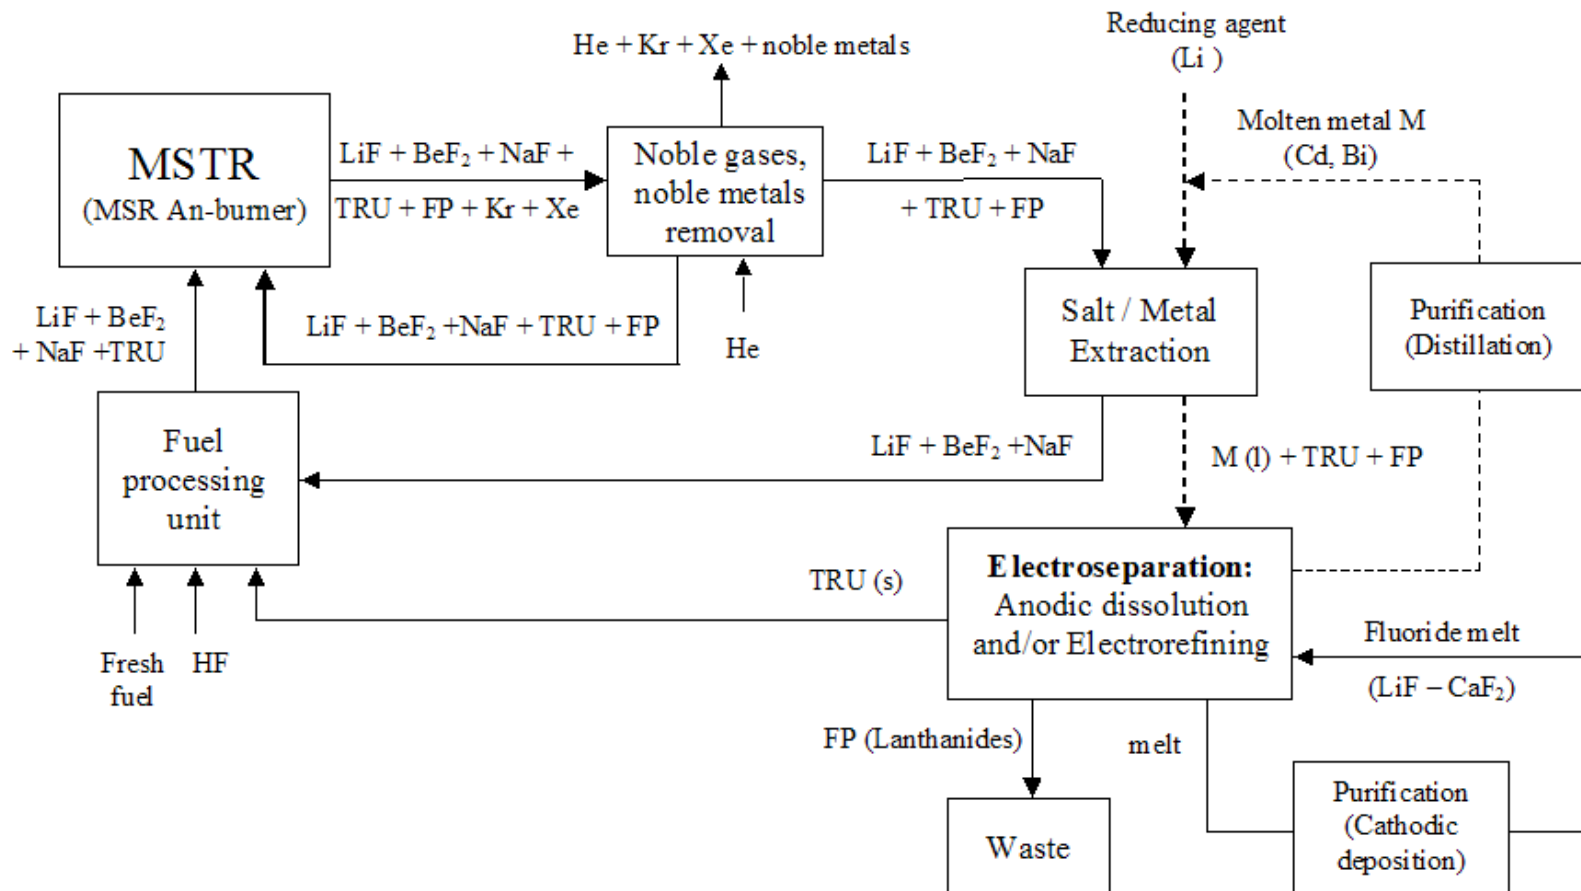 He + Kr + Xe + noble metals
Reducing agent
(Li )
Molten metal M
(Cd, Bi)
MSTR
(MSR An-burner)
LiF + BeF₂ + NaF +
TRU + FP + Kr + Xe
Noble gases,
noble metals
removal
LiF + BeF₂ + NaF
+ TRU + FP
LiF + BeF₂
+ NaF +TRU
LiF + BeF₂ +NaF + TRU + FP
He
Salt / Metal
Extraction
Purification
(Distillation)
Fuel
processing
unit
LiF + BeF₂ +NaF
M (l) + TRU + FP
TRU (s)
Electroseparation:
Anodic dissolution
and/or Electrorefining
Fluoride melt
(LiF – CaF₂)
Fresh
fuel
HF
FP (Lanthanides)
melt
Waste
Purification
(Cathodic
deposition)